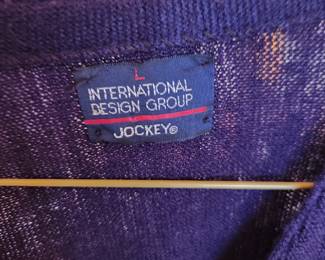 L
INTERNATIONAL
DESIGN GROUP
JOCKEY®